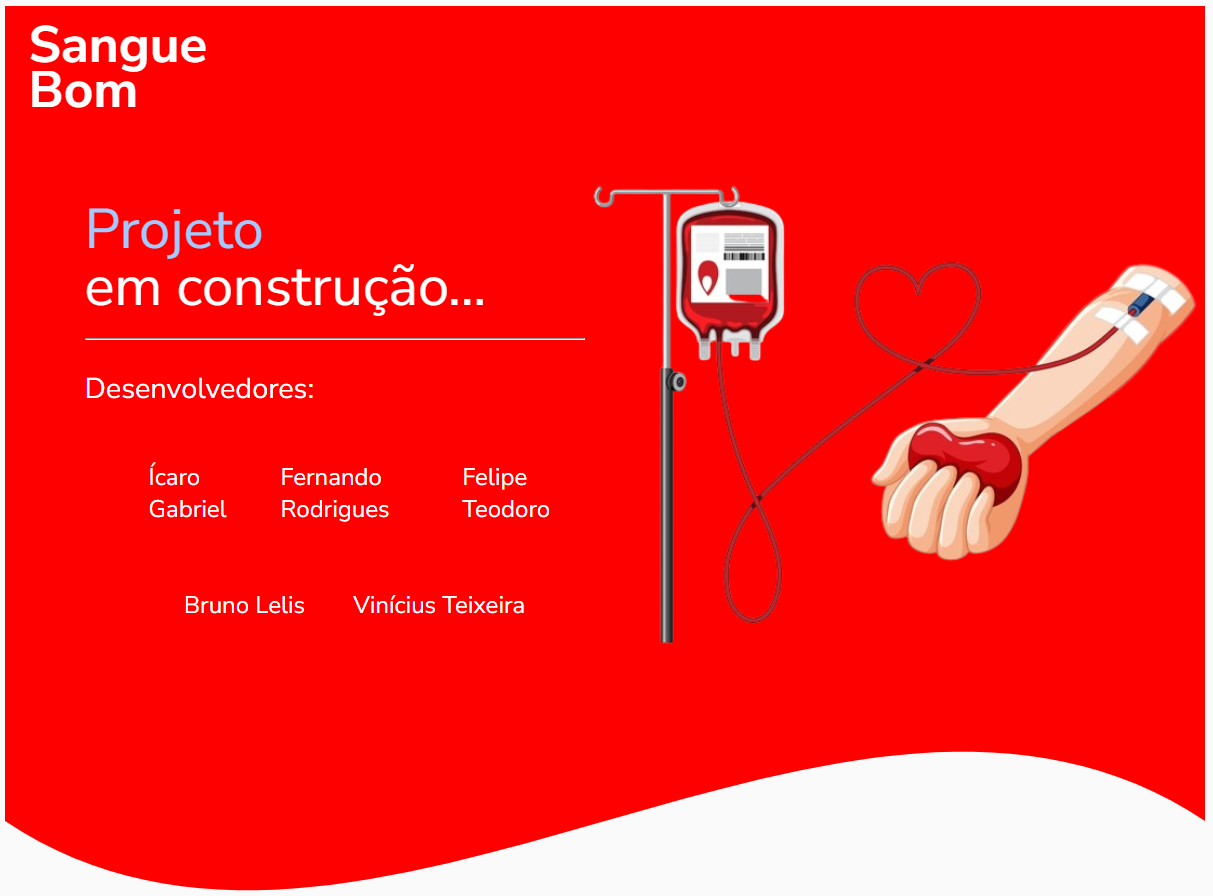 Sangue
Bom
Projeto
em construção...
Desenvolvedores:
Ícaro
Gabriel
Fernando
Rodrigues
Felipe
Teodoro
Bruno Lelis
Vinícius Teixeira